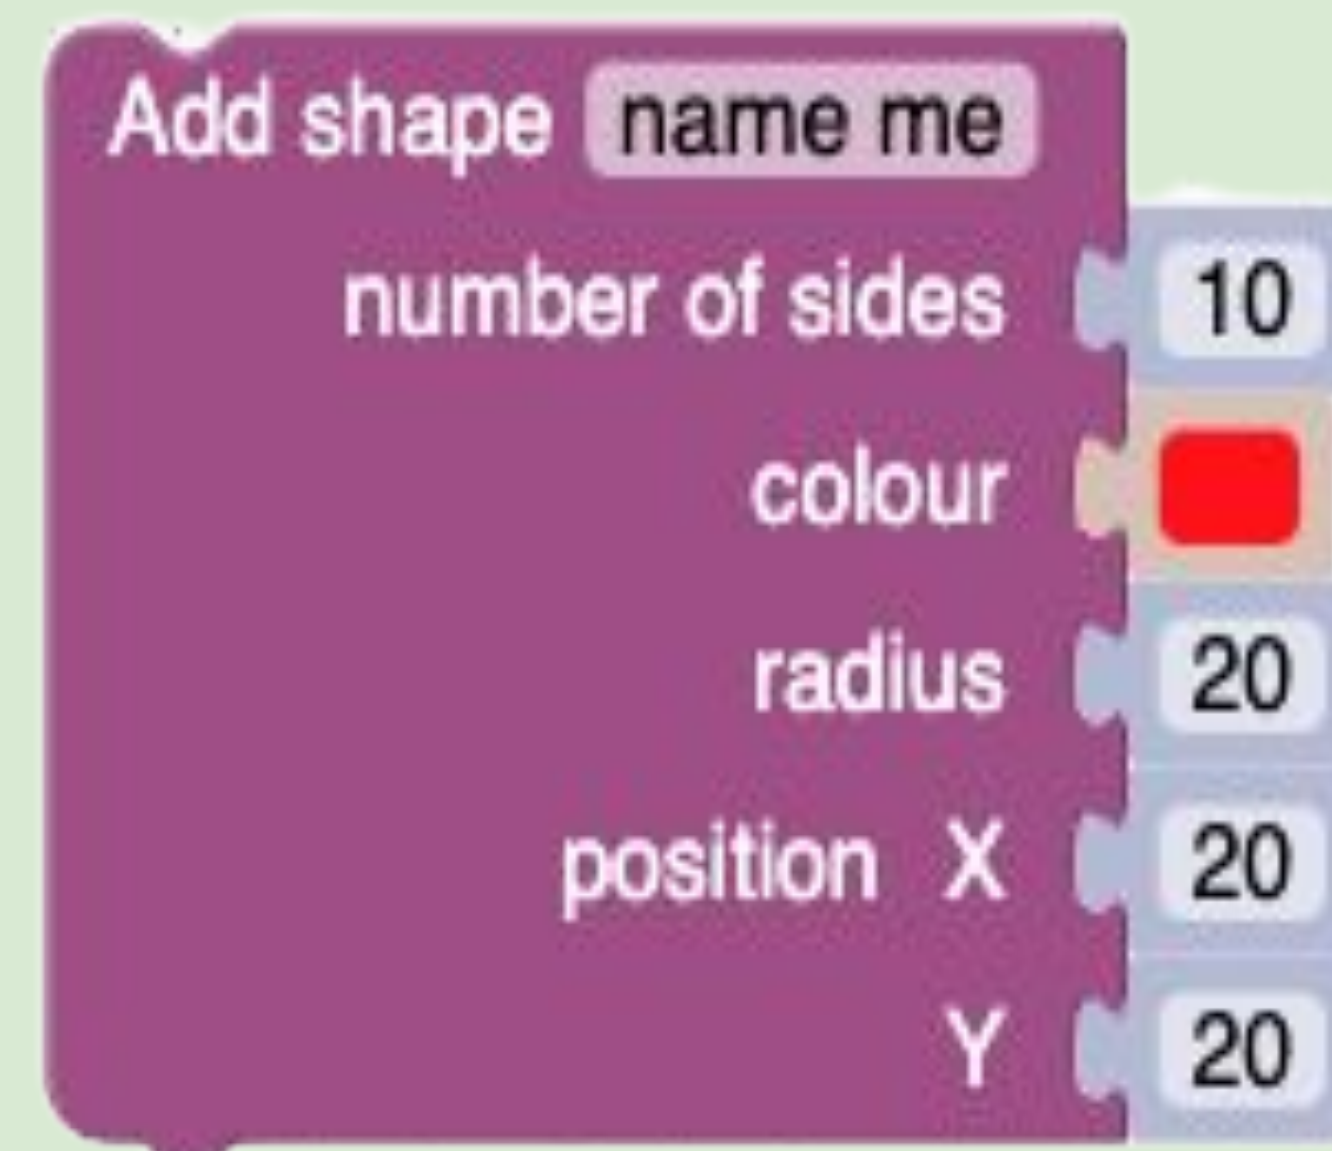 Add shape name me
number of sides 10
colour
radius 20
position X 20
Y 20